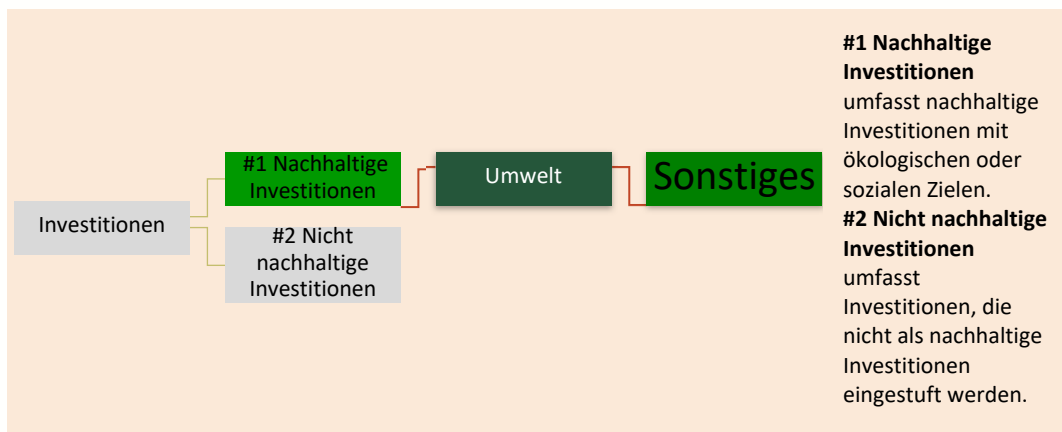 Investitionen
#1 Nachhaltige
Investitionen
#2 Nicht
nachhaltige
Investitionen
Umwelt
Sonstiges
#1 Nachhaltige
Investitionen
umfasst nachhaltige
Investitionen mit
ökologischen oder
sozialen Zielen.
#2 Nicht nachhaltige
Investitionen
umfasst
Investitionen, die
nicht als nachhaltige
Investitionen
eingestuft werden.